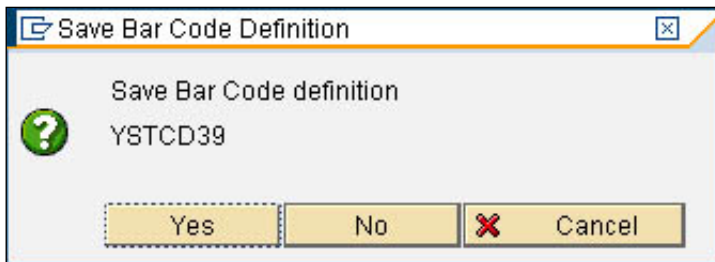 Save Bar Code Definition
Save Bar Code definition
YSTCD39
Yes No Cancel